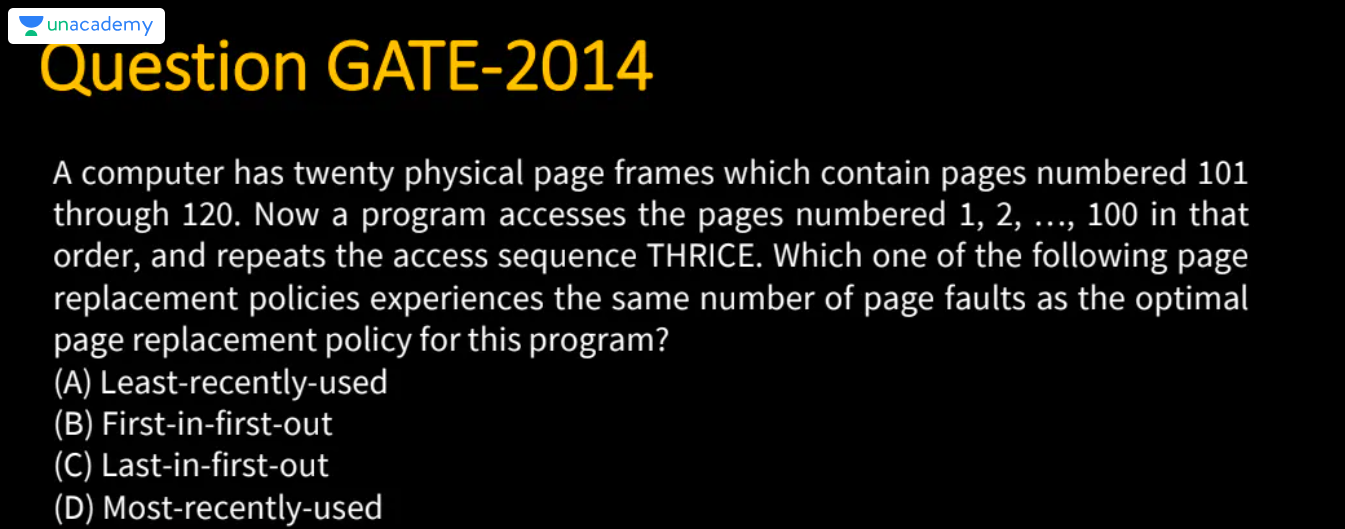 unacademy
Question GATE-2014
A computer has twenty physical page frames which contain pages numbered 101
through 120. Now a program accesses the pages numbered 1, 2, …, 100 in that
order, and repeats the access sequence THRICE. Which one of the following page
replacement policies experiences the same number of page faults as the optimal
page replacement policy for this program?
(A) Least-recently-used
(B) First-in-first-out
(C) Last-in-first-out
(D) Most-recently-used